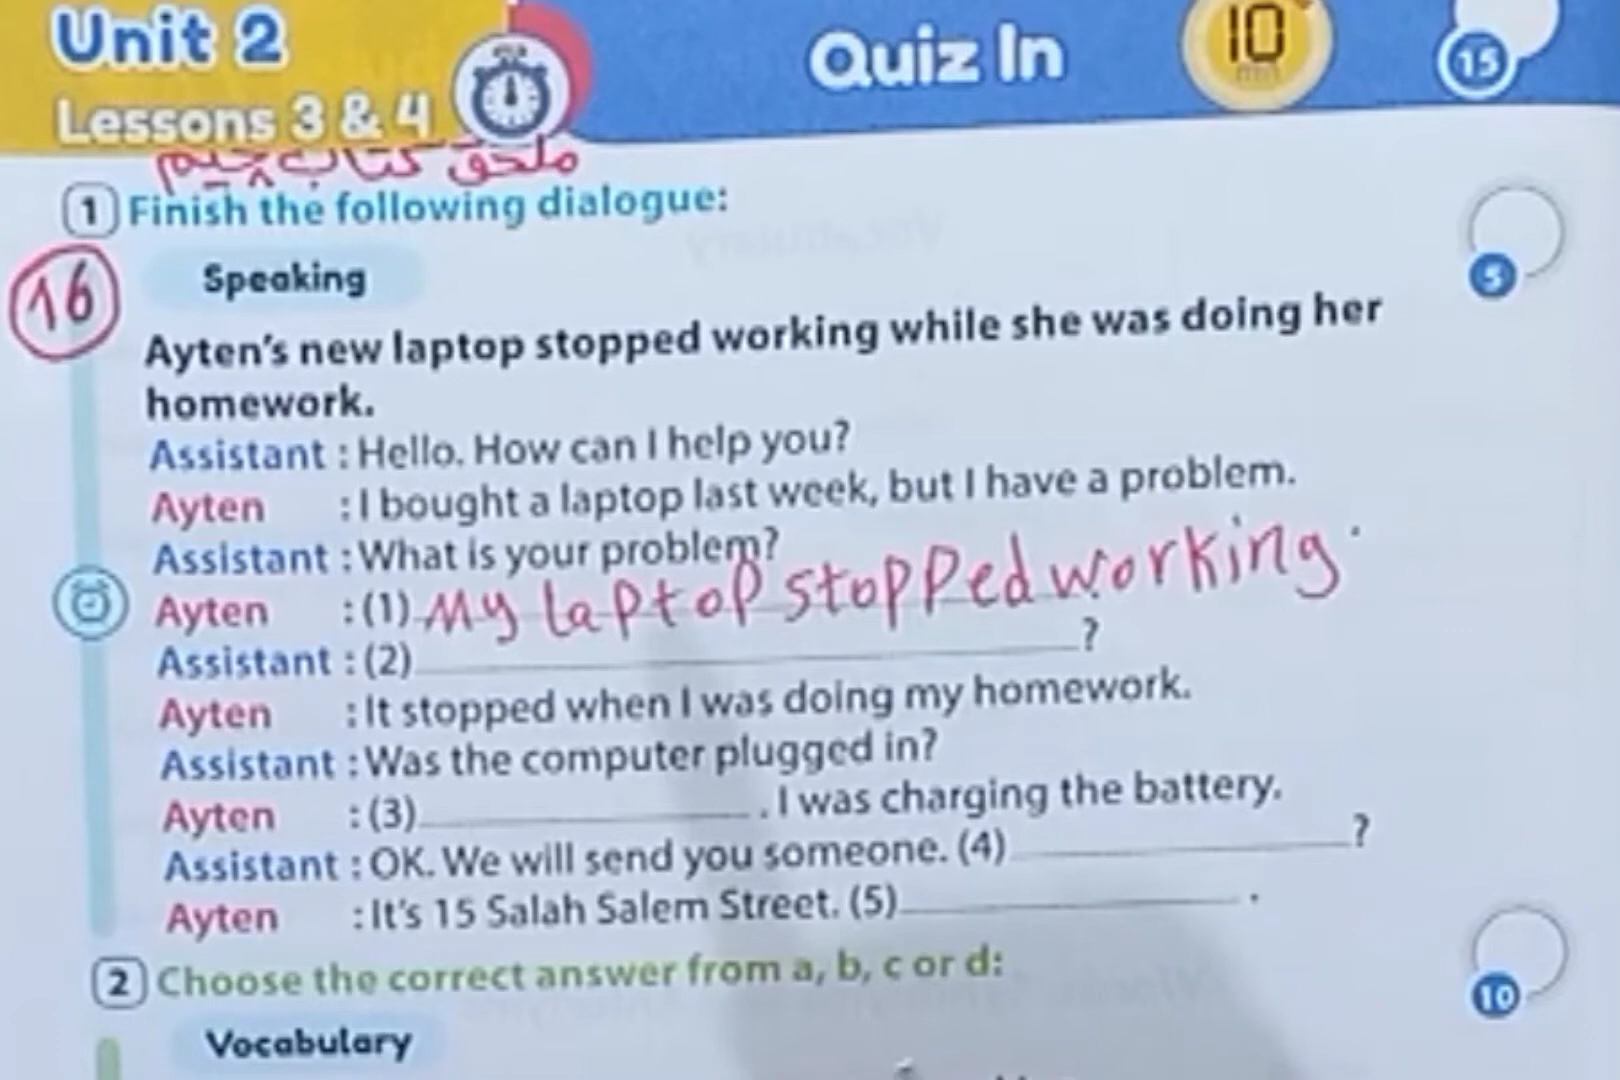 Unit 2
Quiz In
10
min
15
Lessons 3 & 4
ملحق كتاب جيم
1 Finish the following dialogue:
5
16
Speaking
Ayten's new laptop stopped working while she was doing her
homework.
Assistant : Hello. How can I help you?
Ayten : I bought a laptop last week, but I have a problem.
Assistant : What is your problem?
Ayten : (1) My laptop stopped working.
Assistant : (2) ?
Ayten : It stopped when I was doing my homework.
Assistant : Was the computer plugged in?
Ayten : (3) . I was charging the battery.
Assistant : OK. We will send you someone. (4) ?
Ayten : It's 15 Salah Salem Street. (5) .
2 Choose the correct answer from a, b, c or d:
10
Vocabulary